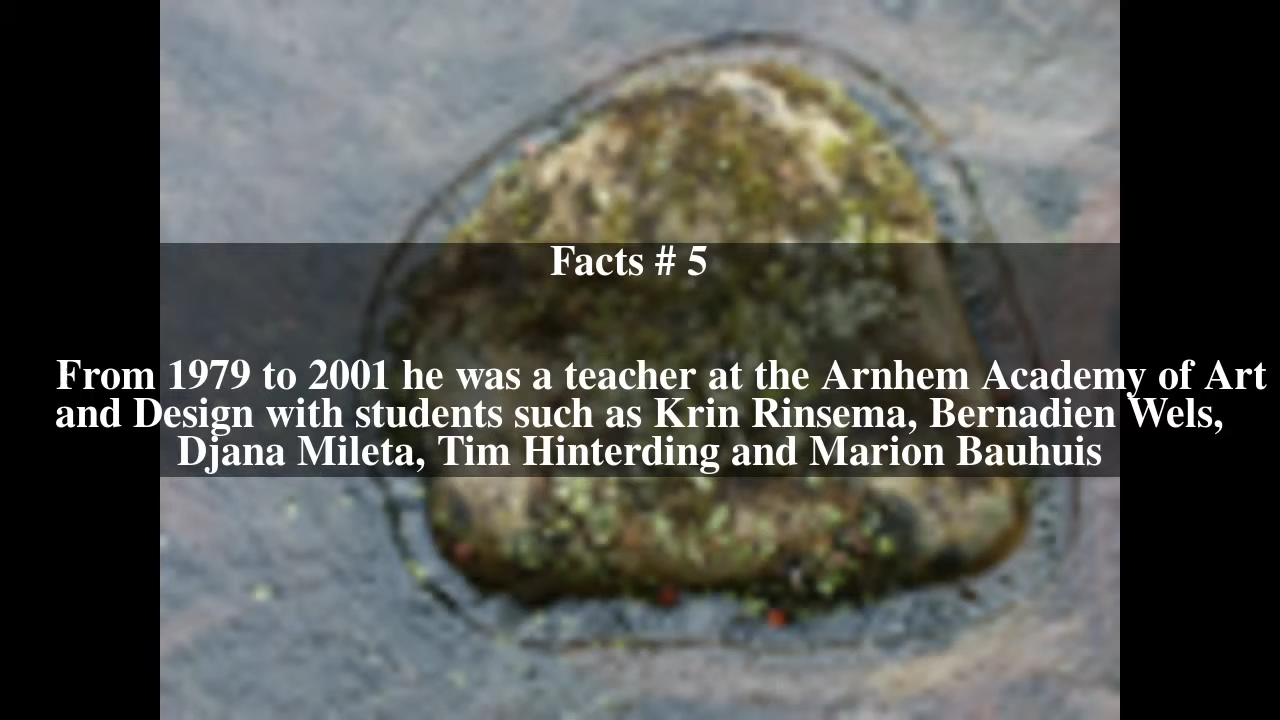 Facts # 5
From 1979 to 2001 he was a teacher at the Arnhem Academy of Art
and Design with students such as Krin Rinsema, Bernadien Wels,
Djana Mileta, Tim Hinterding and Marion Bauhuis